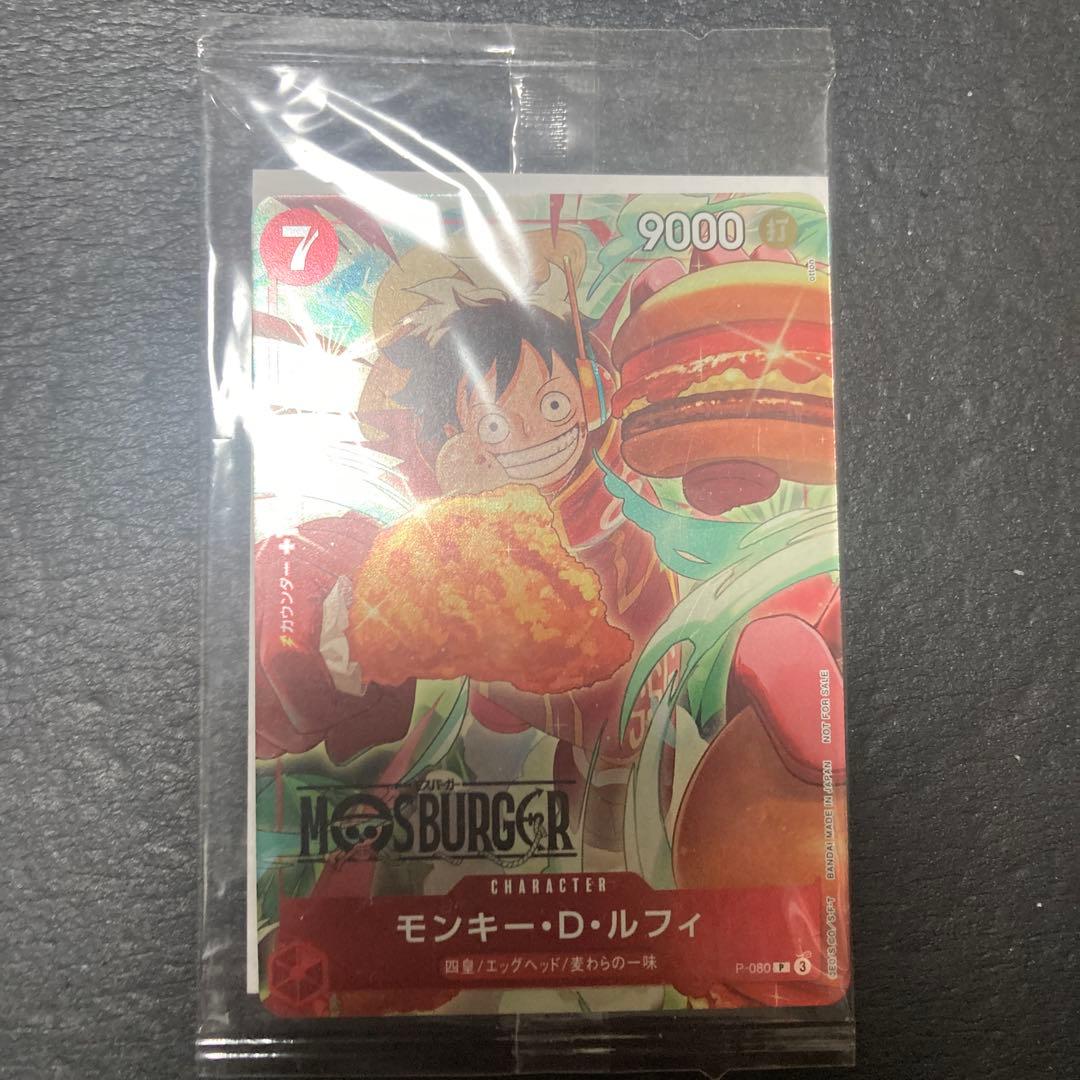 7
9000 打
otton
カウンター
モスバーガー
MOSBURGER
CHARACTER
モンキー・D・ルフィ
四皇/エッグヘッド/麦わらの一味
P-080 P 3
BANDAI MADE IN JAPAN NOT FOR SALE